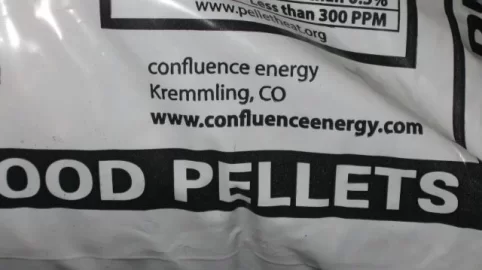 www.pelletheat.org
Less than 300 PPM
confluence energy
Kremmling, CO
www.confluenceenergy.com
OOD PELLETS